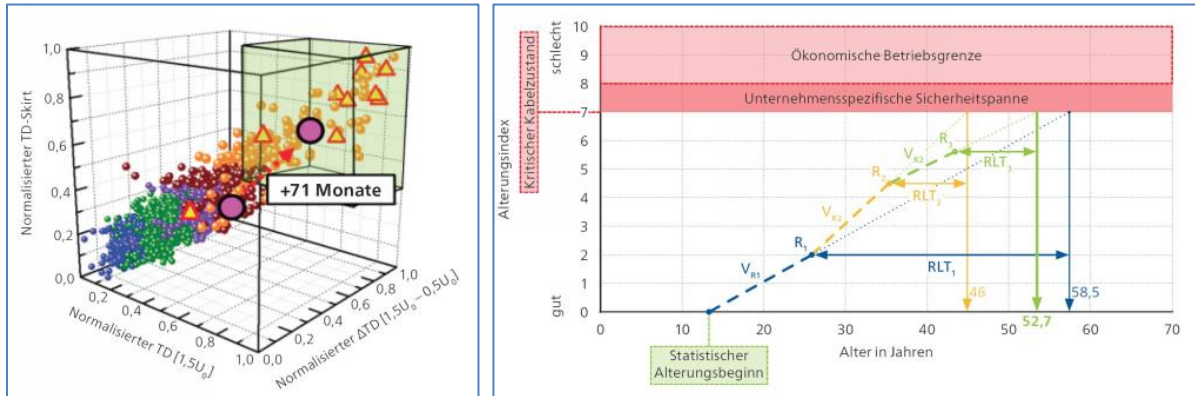 Normalisierter TD-Skirt
1,0
0,8
0,6
0,4
0,2
0,0
+71 Monate
0,2
0,4
0,6
0,8
1,0
Normalisierter TD [1,5U0]
0,0
0,2
0,4
0,6
0,8
1,0
Normalisierter ΔTD [1,5U0 – 0,5U0]
Alterungsindex
Kritischer Kabelzustand
schlecht
gut
10
9
8
7
6
5
4
3
2
1
0
Ökonomische Betriebsgrenze
Unternehmensspezifische Sicherheitspanne
R3
VR2
RLT3
R2
RLT2
VR2
R1
VR1
RLT1
46
58,5
52,7
0
10
20
30
40
50
60
70
Statistischer
Alterungsbeginn
Alter in Jahren